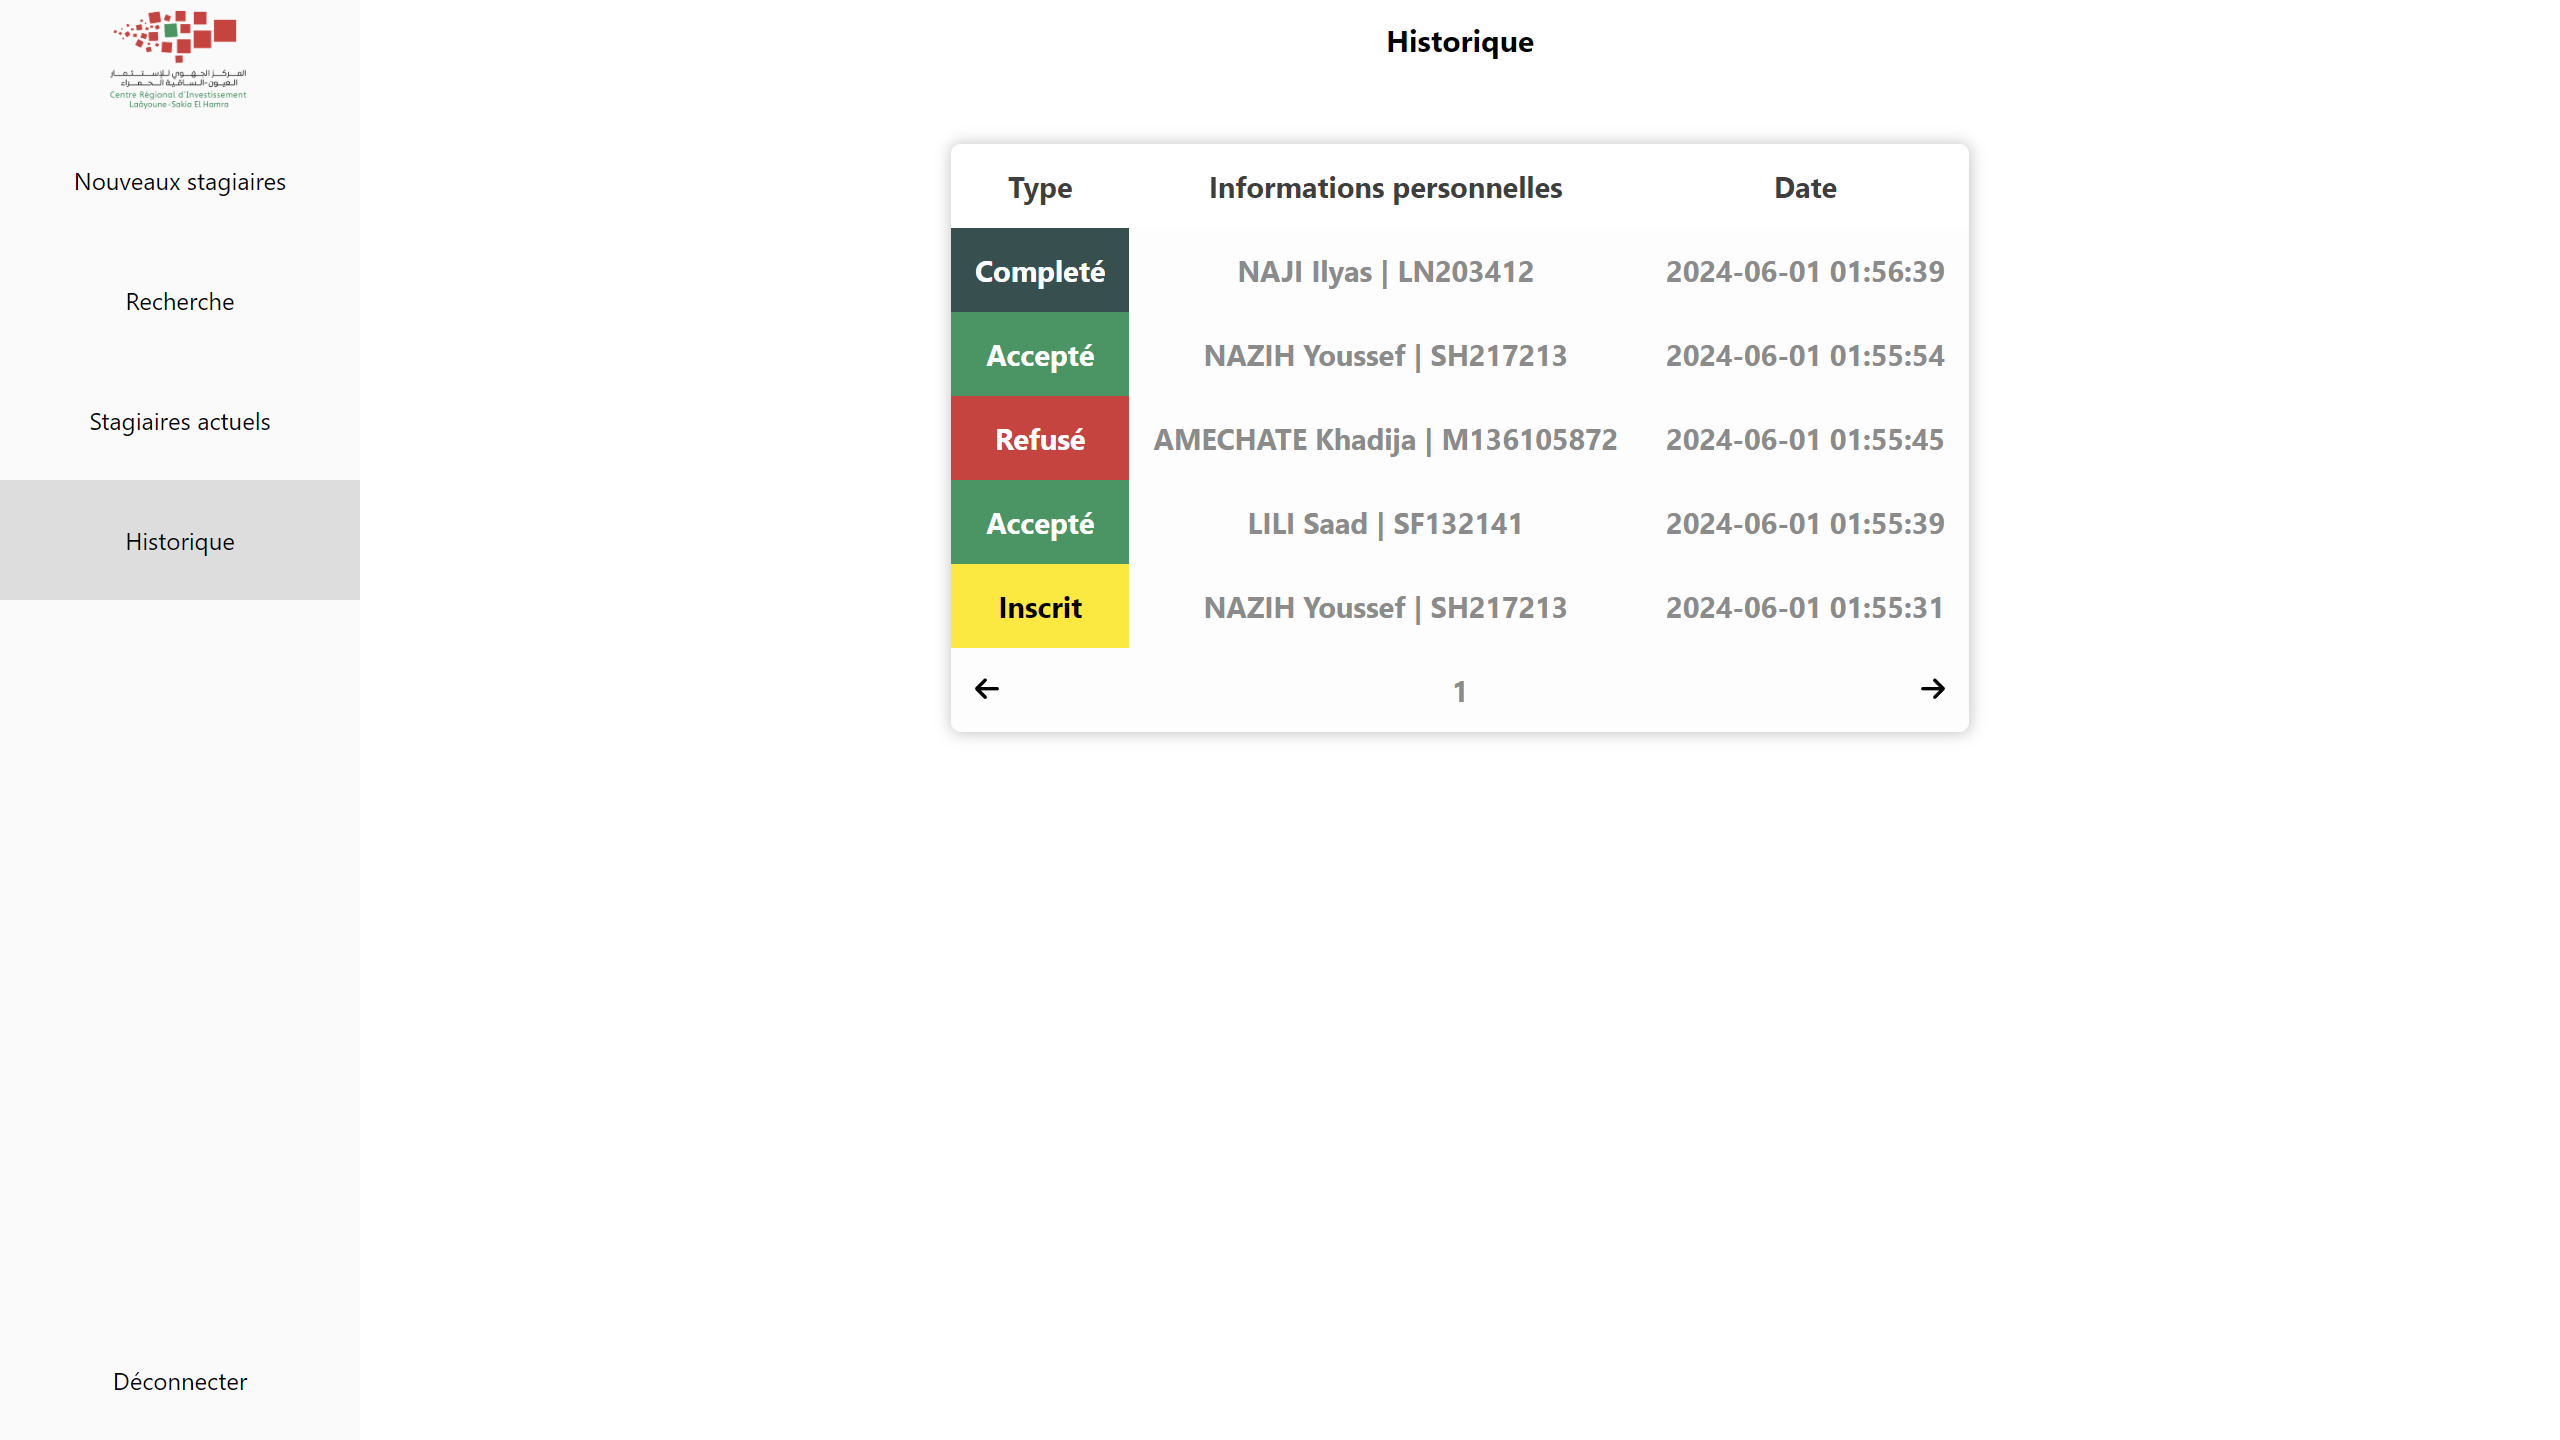 المركز الجهوي للإستثمار
العيون-الساقية الحمراء
Centre Régional d'Investissement
Laâyoune-Sakia El Hamra
Nouveaux stagiaires
Recherche
Stagiaires actuels
Historique
Déconnecter
Historique
Type Informations personnelles Date
Completé NAJI Ilyas | LN203412 2024-06-01 01:56:39
Accepté NAZIH Youssef | SH217213 2024-06-01 01:55:54
Refusé AMECHATE Khadija | M136105872 2024-06-01 01:55:45
Accepté LILI Saad | SF132141 2024-06-01 01:55:39
Inscrit NAZIH Youssef | SH217213 2024-06-01 01:55:31
← 1 →